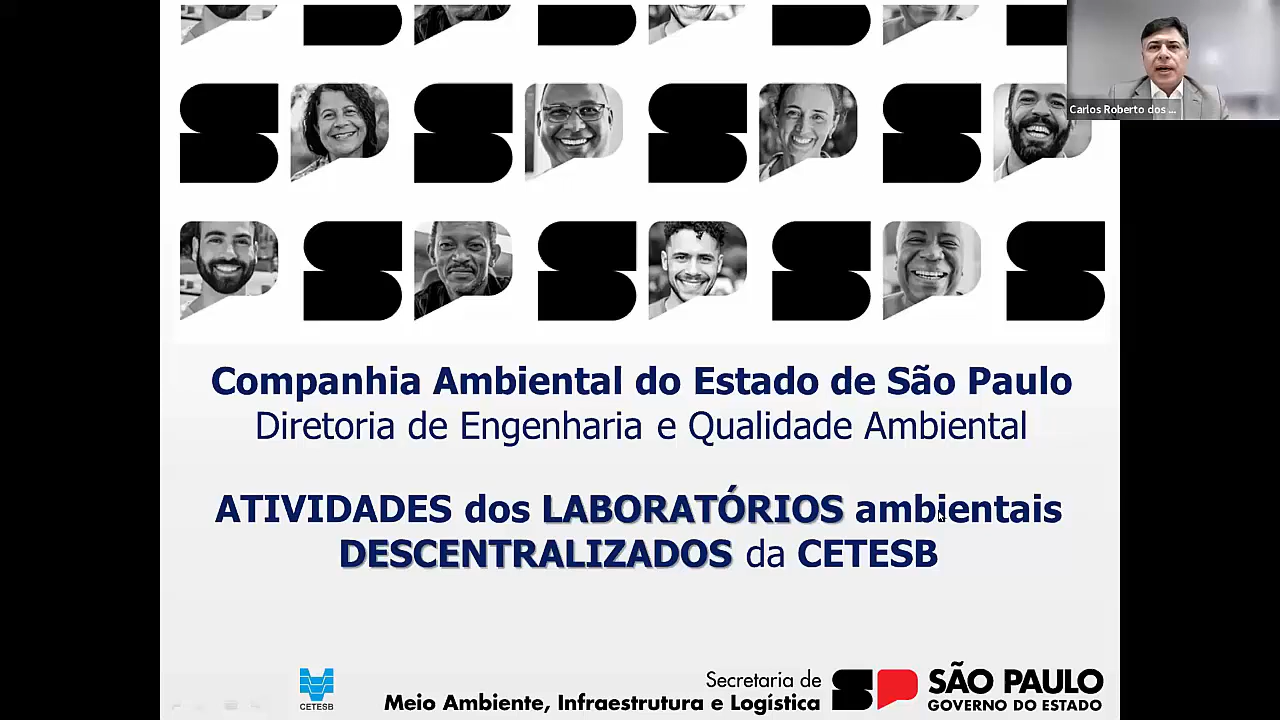 Carlos Roberto dos ...
Companhia Ambiental do Estado de São Paulo
Diretoria de Engenharia e Qualidade Ambiental
ATIVIDADES dos LABORATÓRIOS ambientais
DESCENTRALIZADOS da CETESB
CETESB
Secretaria de
Meio Ambiente, Infraestrutura e Logística
SP
SÃO PAULO
GOVERNO DO ESTADO